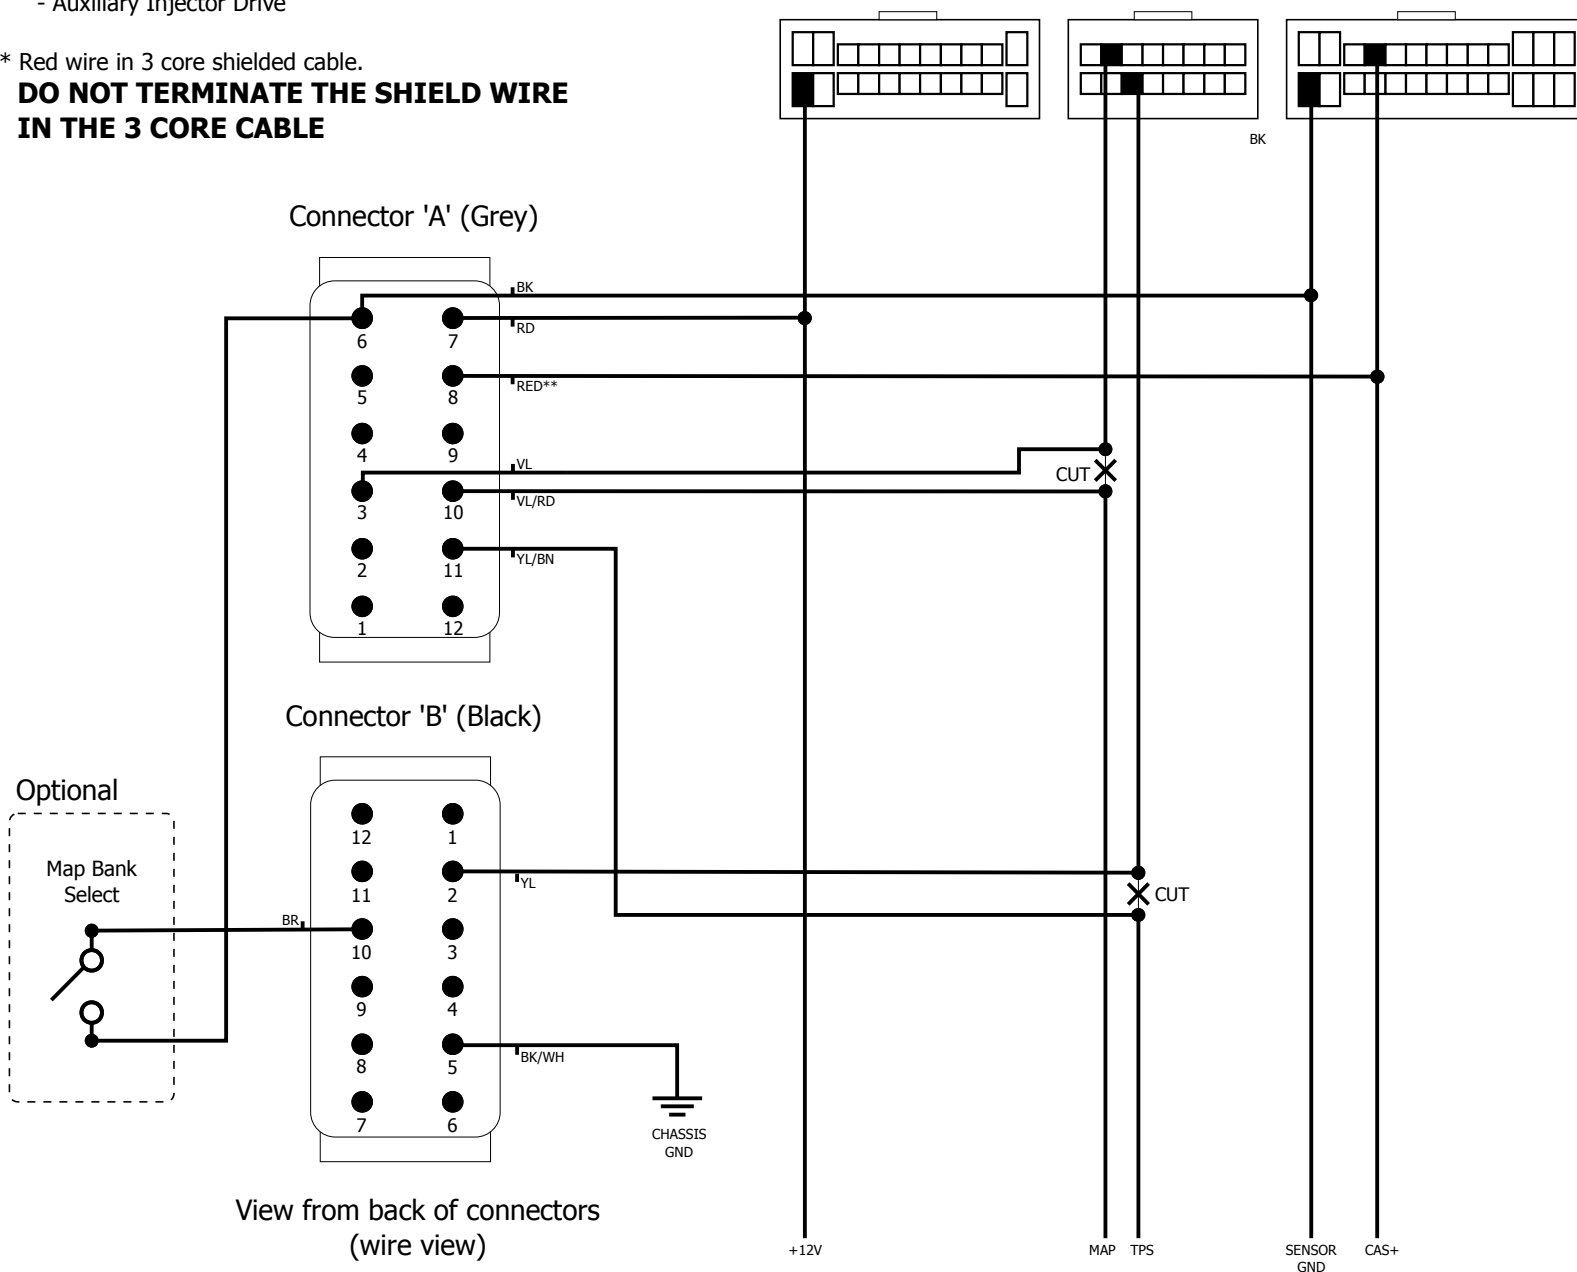 - Auxiliary Injector Drive
* Red wire in 3 core shielded cable.
DO NOT TERMINATE THE SHIELD WIRE
IN THE 3 CORE CABLE
BK
Connector 'A' (Grey)
BK
RD
6 7
RED**
5 8
4 9
VL
CUT
VL/RD
3 10
YL/BN
2 11
1 12
Connector 'B' (Black)
Optional
Map Bank
Select
12 1
YL
CUT
11 2
BR
10 3
9 4
BK/WH
8 5
7 6
CHASSIS
GND
View from back of connectors
(wire view)
+12V
MAP
TPS
SENSOR
GND
CAS+